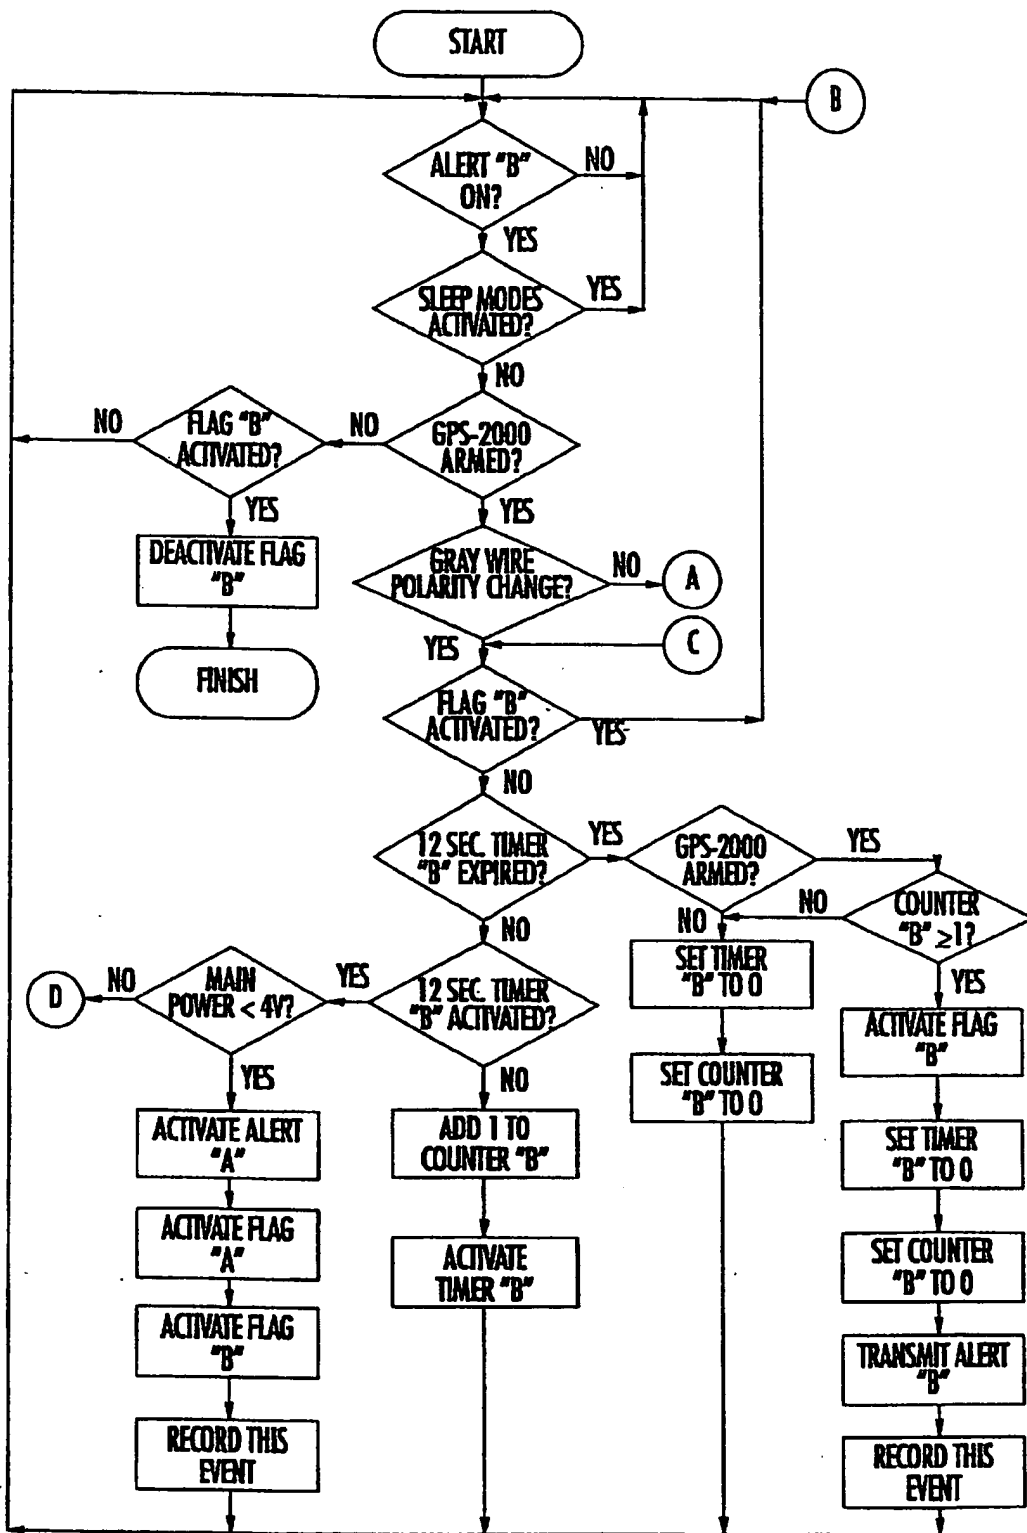 START
B
ALERT "B"
ON?
NO
YES
SLEEP MODES
ACTIVATED?
YES
NO
FLAG "B"
ACTIVATED?
NO
NO
GPS-2000
ARMED?
YES
YES
DEACTIVATE FLAG
"B"
GRAY WIRE
POLARITY CHANGE?
NO
A
YES
C
FINISH
FLAG "B"
ACTIVATED?
YES
NO
12 SEC. TIMER
"B" EXPIRED?
YES
GPS-2000
ARMED?
YES
NO
NO
NO
COUNTER
"B" ≥1?
YES
D
NO
MAIN
POWER < 4V?
YES
12 SEC. TIMER
"B" ACTIVATED?
SET TIMER
"B" TO 0
ACTIVATE FLAG
"B"
YES
NO
SET COUNTER
"B" TO 0
ACTIVATE ALERT
"A"
ADD 1 TO
COUNTER "B"
SET TIMER
"B" TO 0
ACTIVATE FLAG
"A"
ACTIVATE
TIMER "B"
SET COUNTER
"B" TO 0
ACTIVATE FLAG
"B"
TRANSMIT ALERT
"B"
RECORD THIS
EVENT
RECORD THIS
EVENT